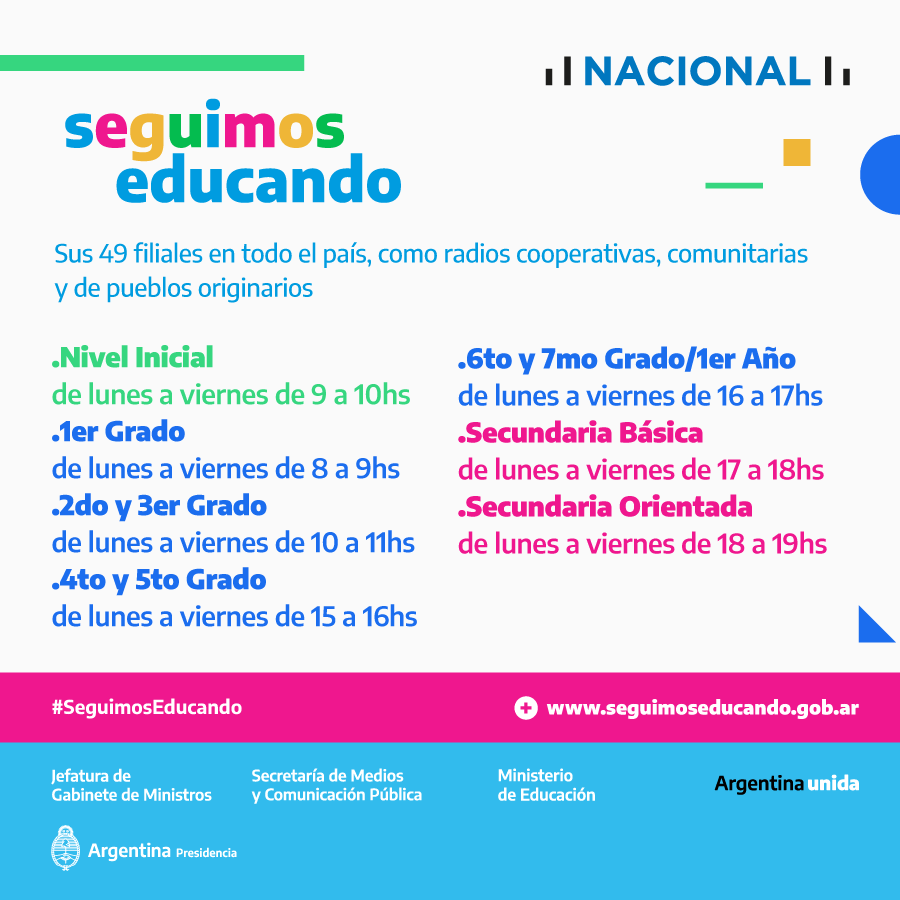 NACIONAL
seguimos
educando
Sus 49 filiales en todo el país, como radios cooperativas, comunitarias
y de pueblos originarios
.Nivel Inicial
de lunes a viernes de 9 a 10hs
.1er Grado
de lunes a viernes de 8 a 9hs
.2do y 3er Grado
de lunes a viernes de 10 a 11hs
.4to y 5to Grado
de lunes a viernes de 15 a 16hs
.6to y 7mo Grado/1er Año
de lunes a viernes de 16 a 17hs
.Secundaria Básica
de lunes a viernes de 17 a 18hs
.Secundaria Orientada
de lunes a viernes de 18 a 19hs
#SeguimosEducando
www.seguimoseducando.gob.ar
Jefatura de
Gabinete de Ministros
Secretaría de Medios
y Comunicación Pública
Ministerio
de Educación
Argentina unida
Argentina Presidencia